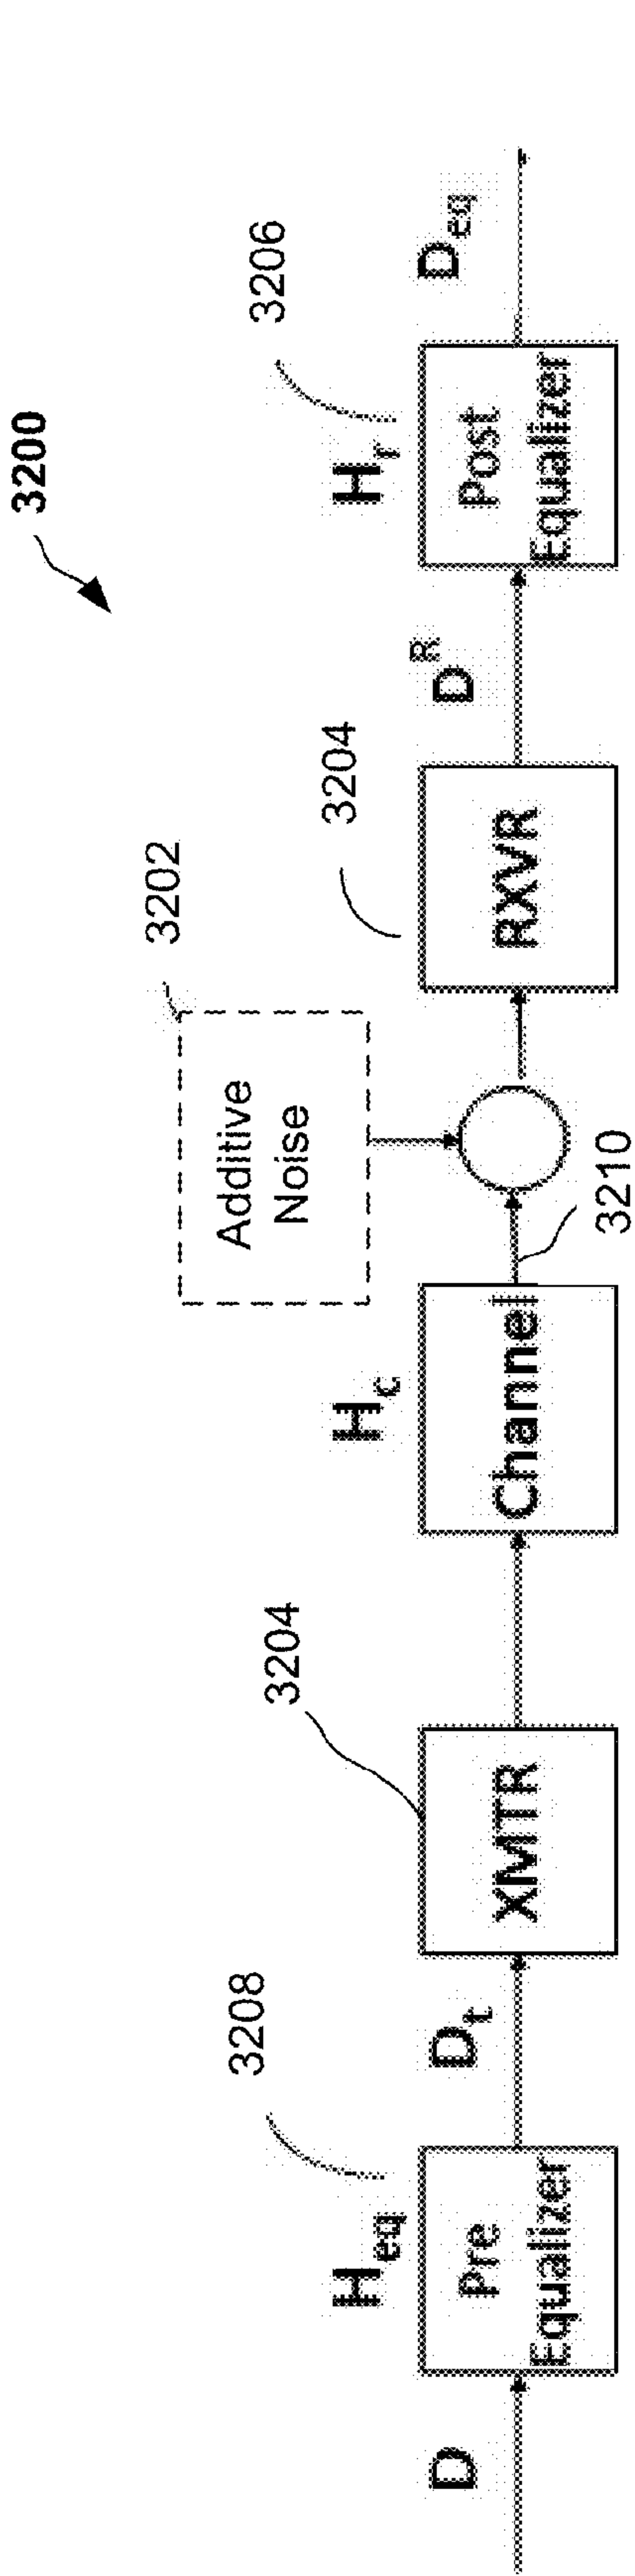 3200
D
H_eq
3208
Pre
Equalizer
D_t
3204
XMTR
H_c
Channel
3210
3202
Additive
Noise
3204
RXVR
D^R
H_r
3206
Post
Equalizer
D_eq